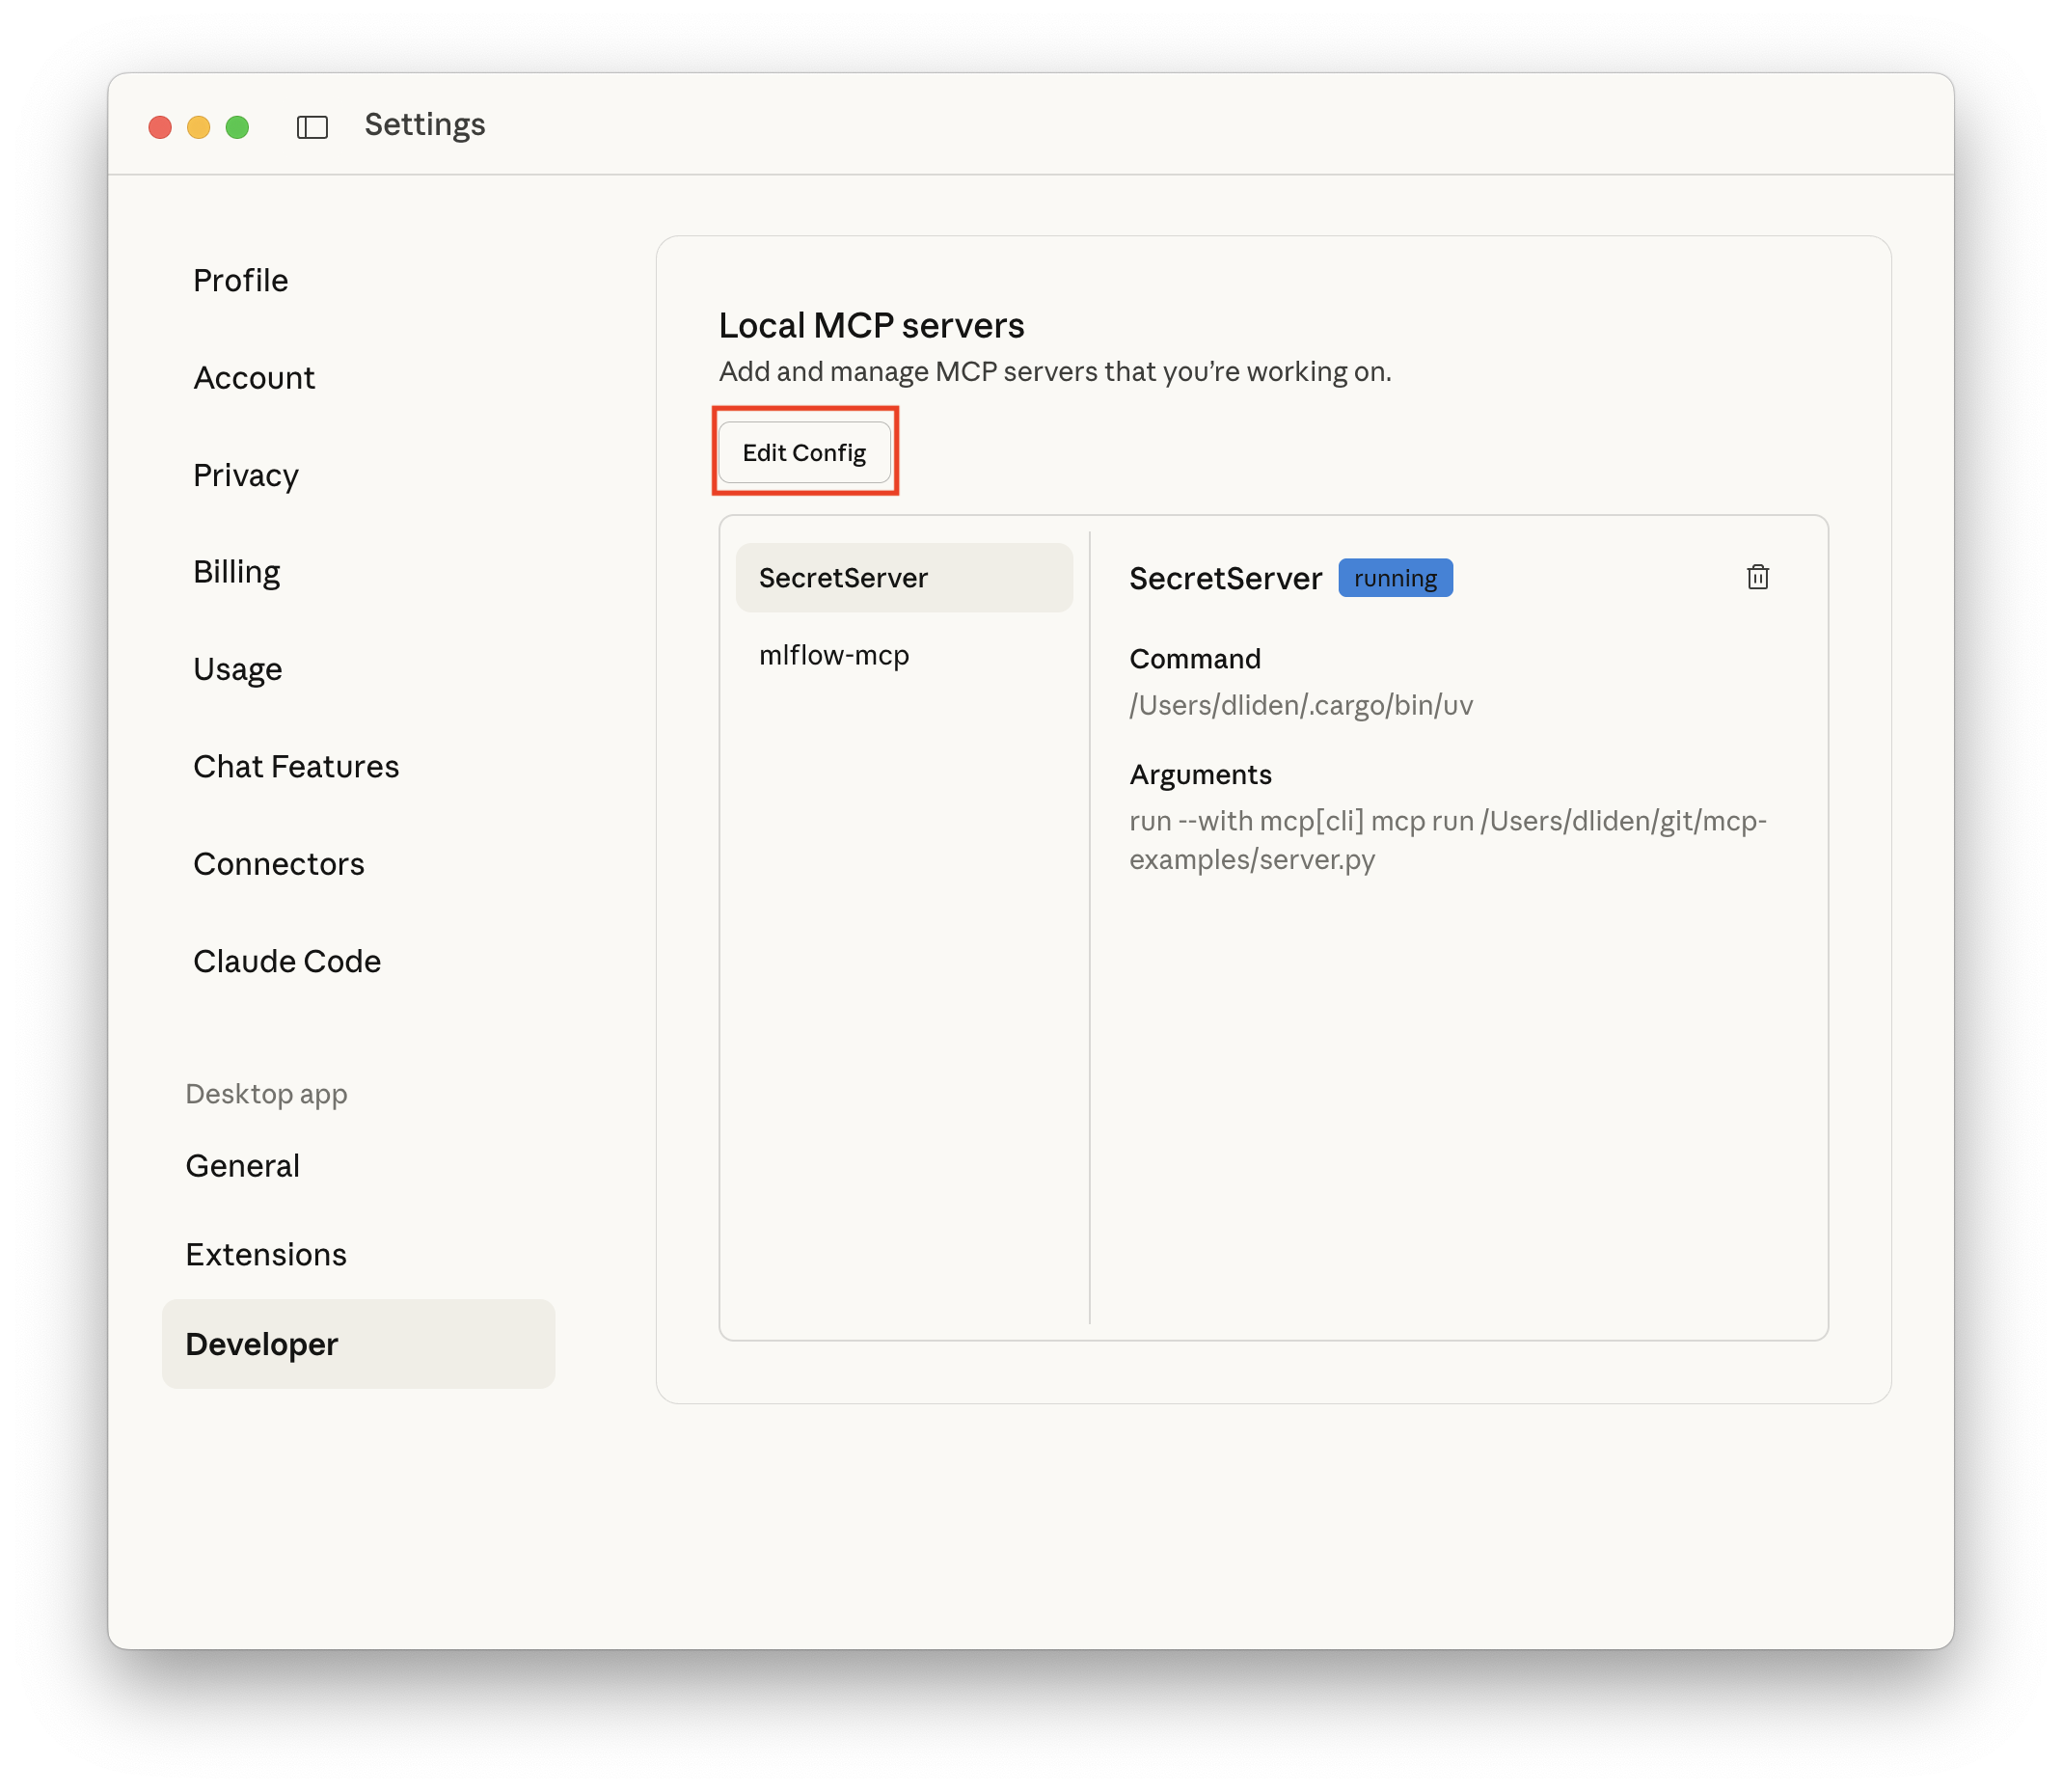 Settings
Profile
Account
Privacy
Billing
Usage
Chat Features
Connectors
Claude Code
Desktop app
General
Extensions
Developer
Local MCP servers
Add and manage MCP servers that you’re working on.
Edit Config
SecretServer
mlflow-mcp
SecretServer running
Command
/Users/dliden/.cargo/bin/uv
Arguments
run --with mcp[cli] mcp run /Users/dliden/git/mcp-
examples/server.py